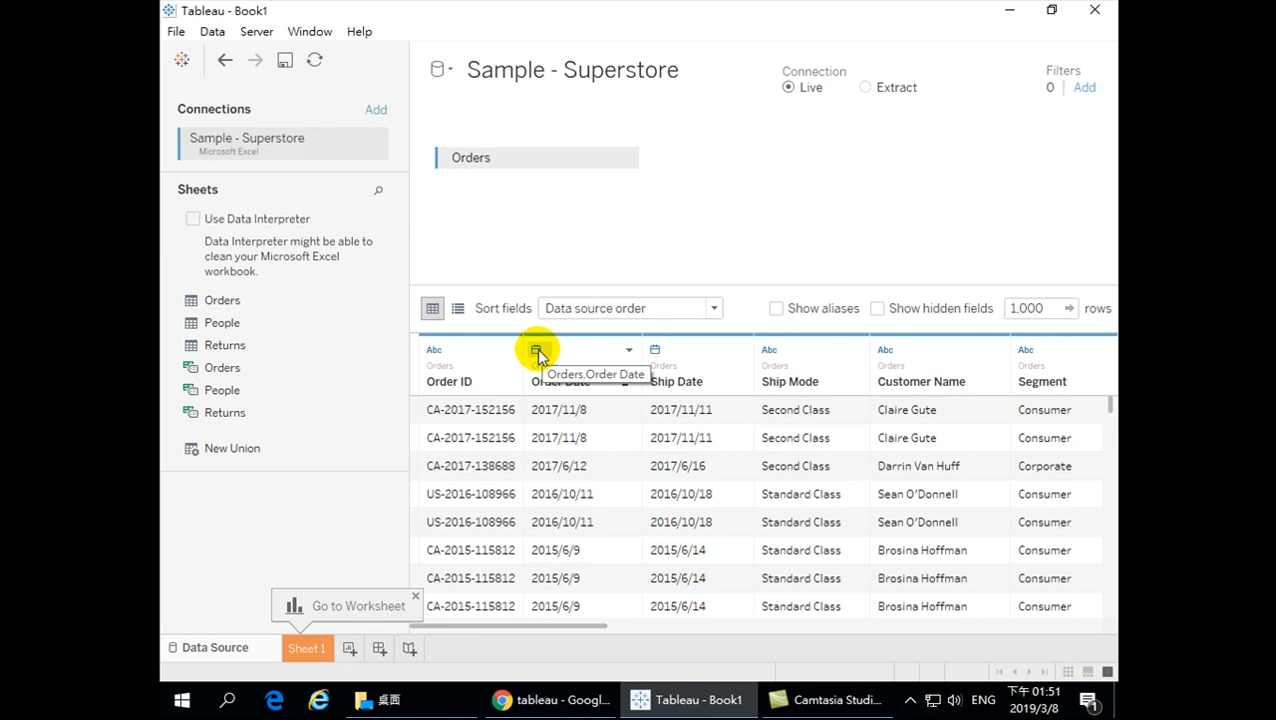 Tableau - Book1
File Data Server Window Help
Connections Add
Sample - Superstore
Microsoft Excel
Sheets
Use Data Interpreter
Data Interpreter might be able to
clean your Microsoft Excel
workbook.
Orders
People
Returns
Orders
People
Returns
New Union
Sample - Superstore
Connection
Live Extract
Filters
0 Add
Orders
Sort fields Data source order Show aliases Show hidden fields 1,000 rows
Abc Abc Abc Abc
Orders Orders Orders Orders Orders
Orders.Order Date
Order ID Order Date Ship Date Ship Mode Customer Name Segment
CA-2017-152156 2017/11/8 2017/11/11 Second Class Claire Gute Consumer
CA-2017-152156 2017/11/8 2017/11/11 Second Class Claire Gute Consumer
CA-2017-138688 2017/6/12 2017/6/16 Second Class Darrin Van Huff Corporate
US-2016-108966 2016/10/11 2016/10/18 Standard Class Sean O'Donnell Consumer
US-2016-108966 2016/10/11 2016/10/18 Standard Class Sean O'Donnell Consumer
CA-2015-115812 2015/6/9 2015/6/14 Standard Class Brosina Hoffman Consumer
CA-2015-115812 2015/6/9 2015/6/14 Standard Class Brosina Hoffman Consumer
CA-2015-115812 2015/6/9 2015/6/14 Standard Class Brosina Hoffman Consumer
Go to Worksheet
Data Source Sheet 1
桌面 tableau - Googl... Tableau - Book1 Camtasia Studi... ENG 下午 01:51
2019/3/8
1